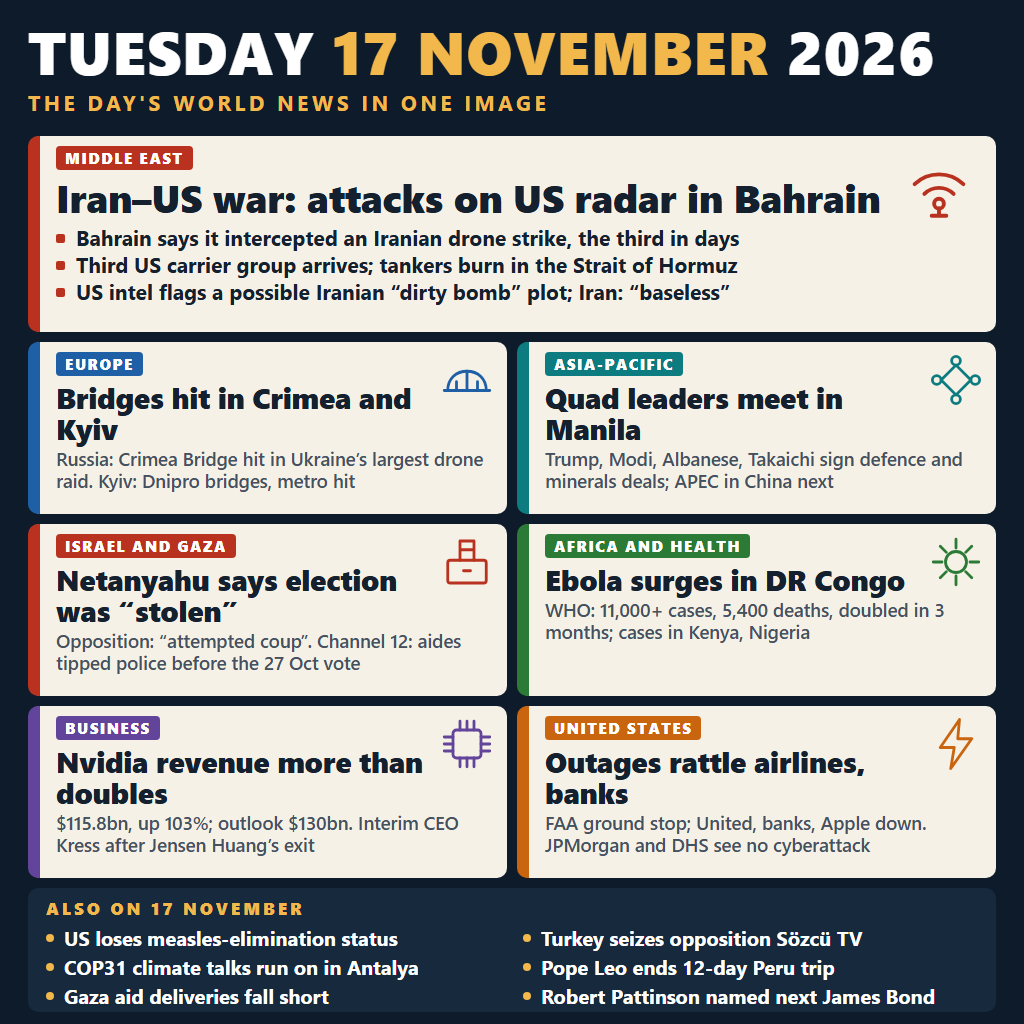 TUESDAY 17 NOVEMBER 2026
THE DAY'S WORLD NEWS IN ONE IMAGE
MIDDLE EAST
Iran–US war: attacks on US radar in Bahrain
Bahrain says it intercepted an Iranian drone strike, the third in days
Third US carrier group arrives; tankers burn in the Strait of Hormuz
US intel flags a possible Iranian “dirty bomb” plot; Iran: “baseless”
EUROPE
Bridges hit in Crimea and
Kyiv
Russia: Crimea Bridge hit in Ukraine’s largest drone
raid. Kyiv: Dnipro bridges, metro hit
ASIA-PACIFIC
Quad leaders meet in
Manila
Trump, Modi, Albanese, Takaichi sign defence and
minerals deals; APEC in China next
ISRAEL AND GAZA
Netanyahu says election
was “stolen”
Opposition: “attempted coup”. Channel 12: aides
tipped police before the 27 Oct vote
AFRICA AND HEALTH
Ebola surges in DR Congo
WHO: 11,000+ cases, 5,400 deaths, doubled in 3
months; cases in Kenya, Nigeria
BUSINESS
Nvidia revenue more than
doubles
$115.8bn, up 103%; outlook $130bn. Interim CEO
Kress after Jensen Huang’s exit
UNITED STATES
Outages rattle airlines,
banks
FAA ground stop; United, banks, Apple down.
JPMorgan and DHS see no cyberattack
ALSO ON 17 NOVEMBER
US loses measles-elimination status
COP31 climate talks run on in Antalya
Gaza aid deliveries fall short
Turkey seizes opposition Sözcü TV
Pope Leo ends 12-day Peru trip
Robert Pattinson named next James Bond